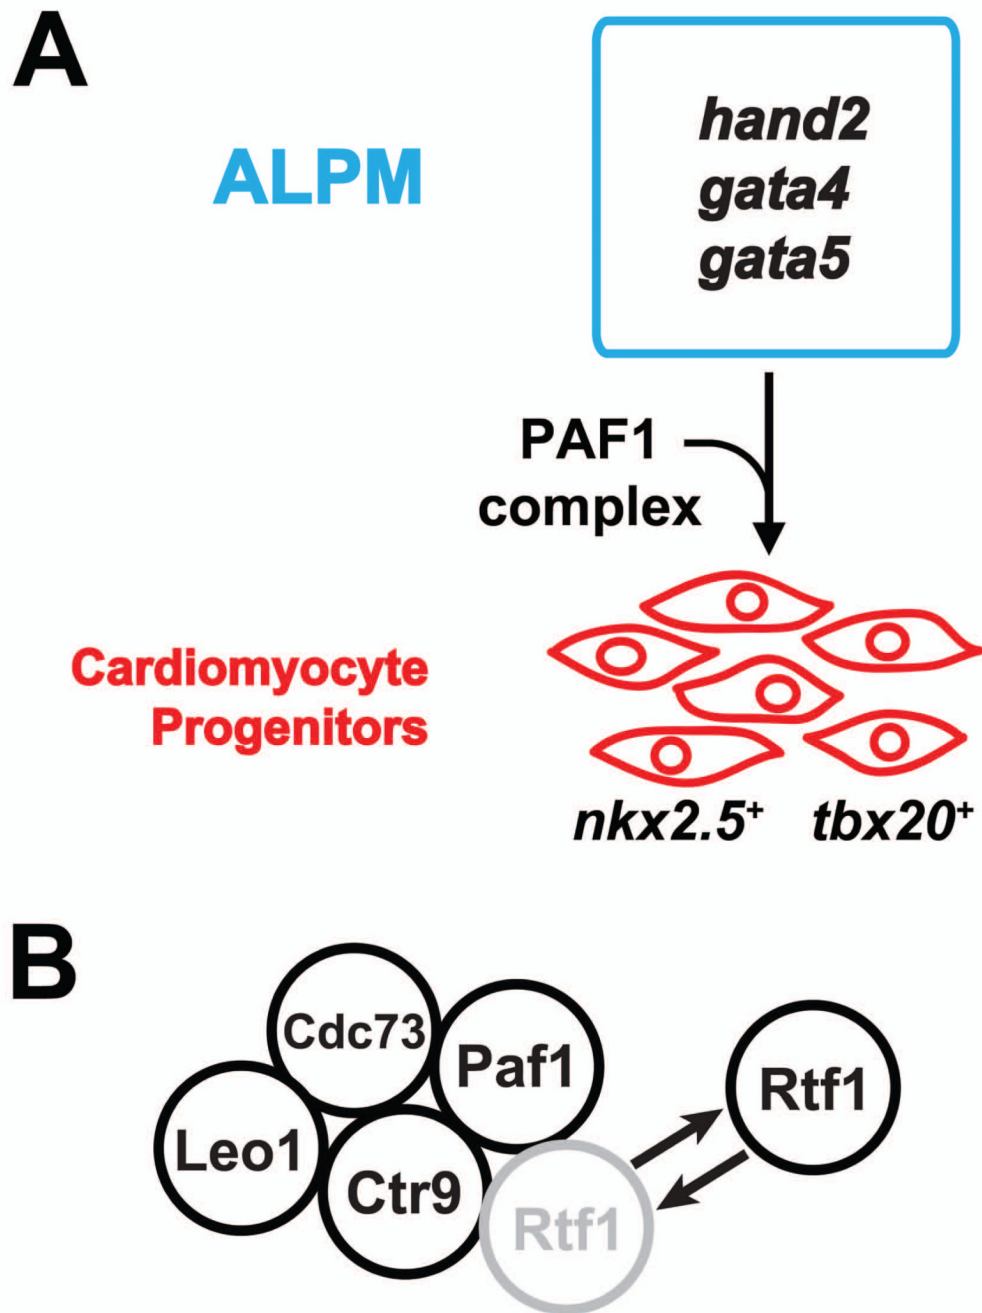 A
ALPM
hand2
gata4
gata5
PAF1
complex
Cardiomyocyte
Progenitors
nkx2.5+ tbx20+
B
Cdc73
Paf1
Rtf1
Leo1
Ctr9
Rtf1